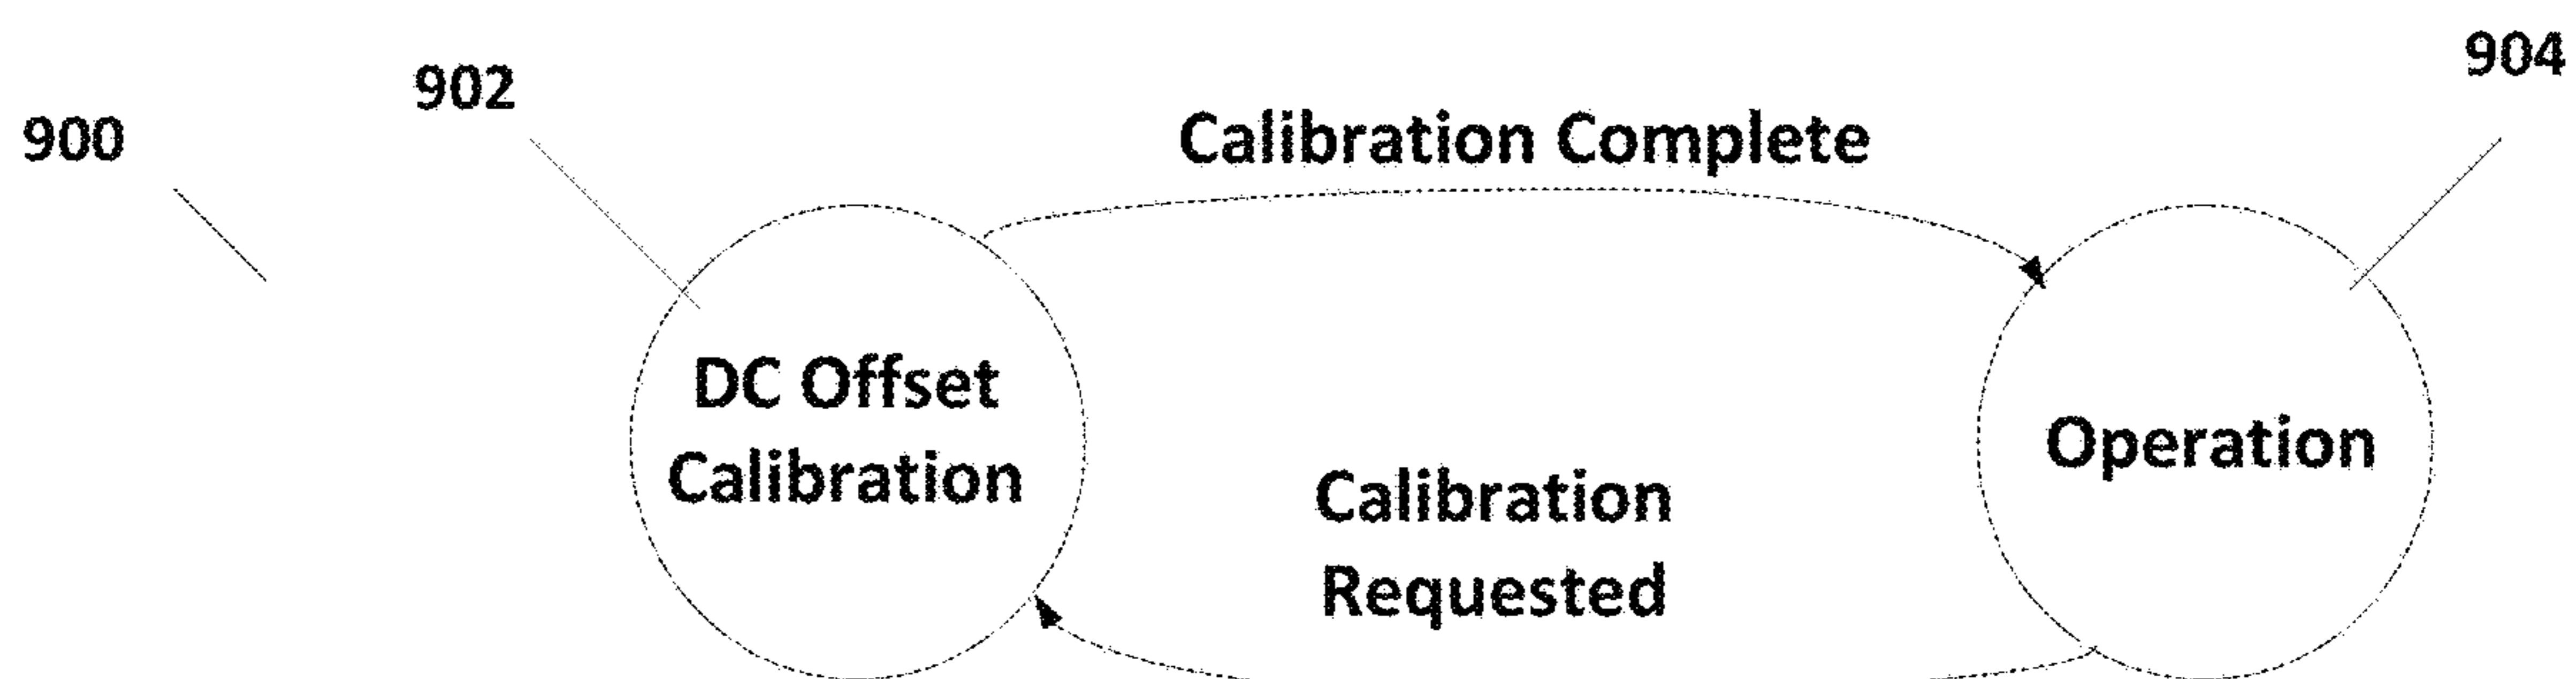 904
902
900
Calibration Complete
DC Offset
Calibration
Operation
Calibration
Requested